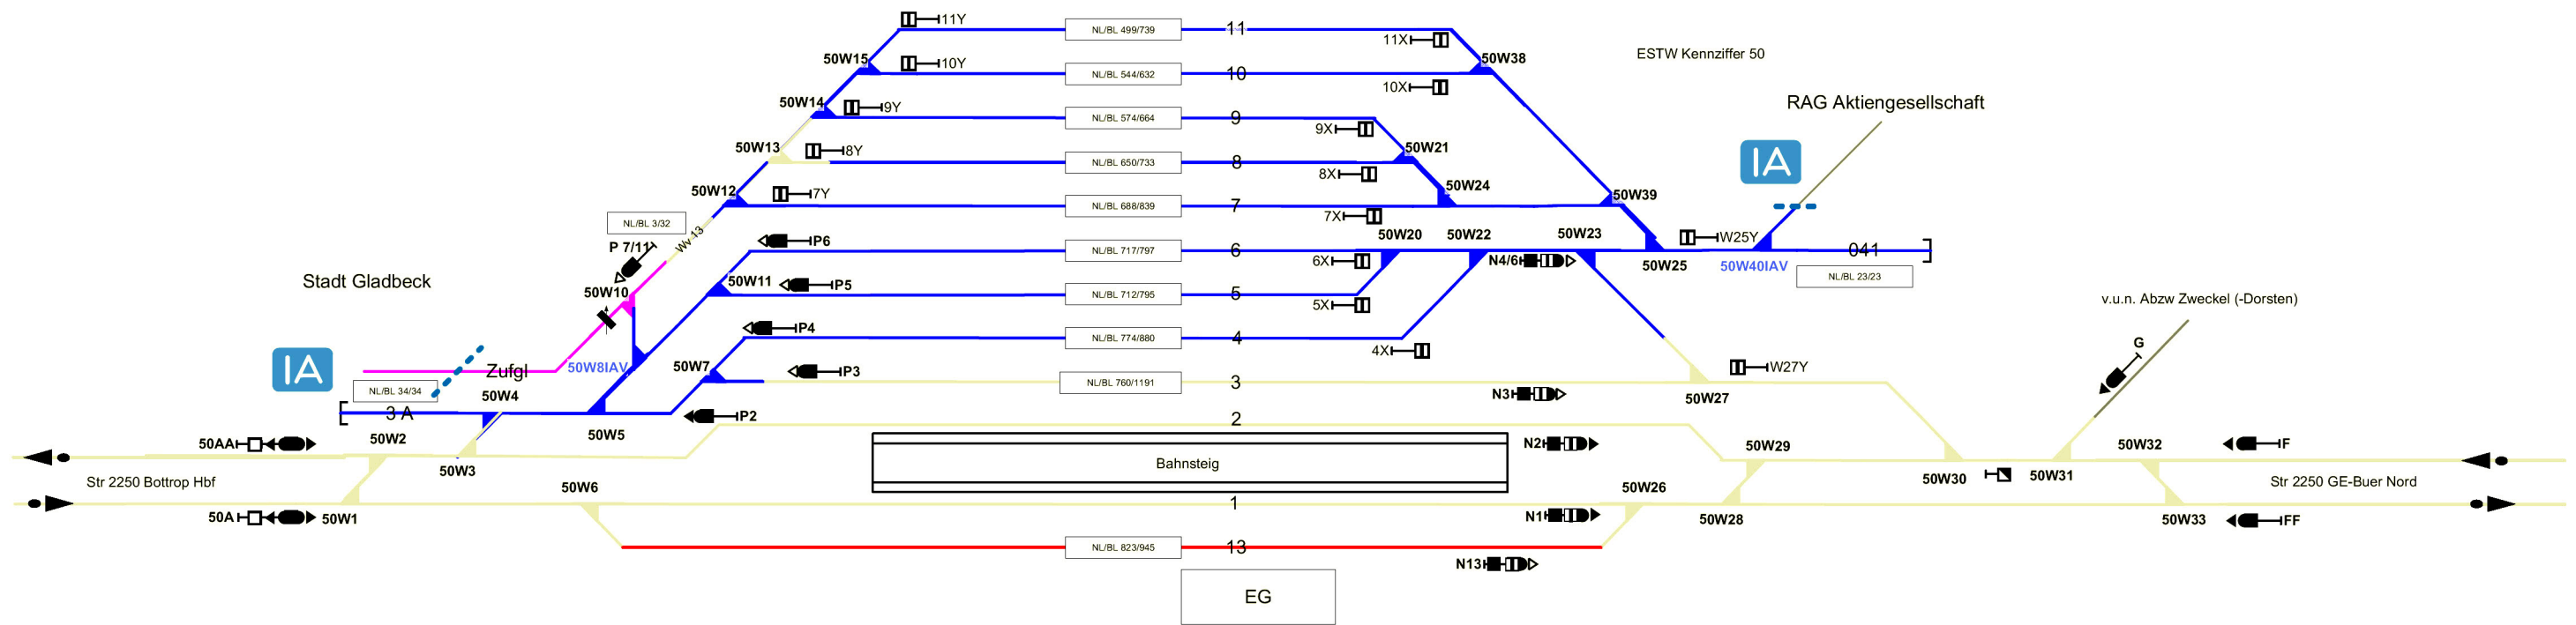 11Y
NL/BL 499/739
11
11X
50W15
10Y
50W38
ESTW Kennziffer 50
NL/BL 544/632
10
10X
50W14
9Y
RAG Aktiengesellschaft
NL/BL 574/664
9
9X
50W13
8Y
50W21
IA
NL/BL 650/733
8
8X
50W12
7Y
50W24
50W39
NL/BL 3/32
NL/BL 688/839
7
7X
Wv 13
P 7/11
P6
50W20
50W22
50W23
W25Y
NL/BL 717/797
6
6X
N4/6
50W25
50W40IAV
041
NL/BL 23/23
Stadt Gladbeck
50W10
50W11
P5
NL/BL 712/795
5
5X
v.u.n. Abzw Zweckel (-Dorsten)
P4
NL/BL 774/880
4
4X
G
IA
Zufgl
50W8IAV
50W7
P3
W27Y
NL/BL 34/34
NL/BL 760/1191
3
N3
50W27
50W4
3 A
P2
2
50AA
50W2
50W5
N2
50W29
50W32
F
50W3
Bahnsteig
Str 2250 Bottrop Hbf
50W6
50W26
50W30
50W31
Str 2250 GE-Buer Nord
1
50A
50W1
N1
50W28
50W33
FF
NL/BL 823/945
13
N13
EG